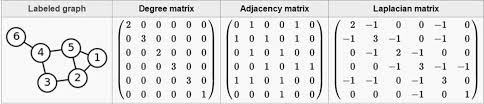 Labeled graph Degree matrix Adjacency matrix Laplacian matrix
6 4 5 1 3 2
2 0 0 0 0 0 0 1 0 0 1 0 2 -1 0 0 -1 0
0 3 0 0 0 0 1 0 1 0 1 0 -1 3 -1 0 -1 0
0 0 2 0 0 0 0 1 0 1 0 0 0 -1 2 -1 0 0
0 0 0 3 0 0 0 0 1 0 1 1 0 0 -1 3 -1 -1
0 0 0 0 3 0 1 1 0 1 0 0 -1 -1 0 -1 3 0
0 0 0 0 0 1 0 0 0 1 0 0 0 0 0 -1 0 1